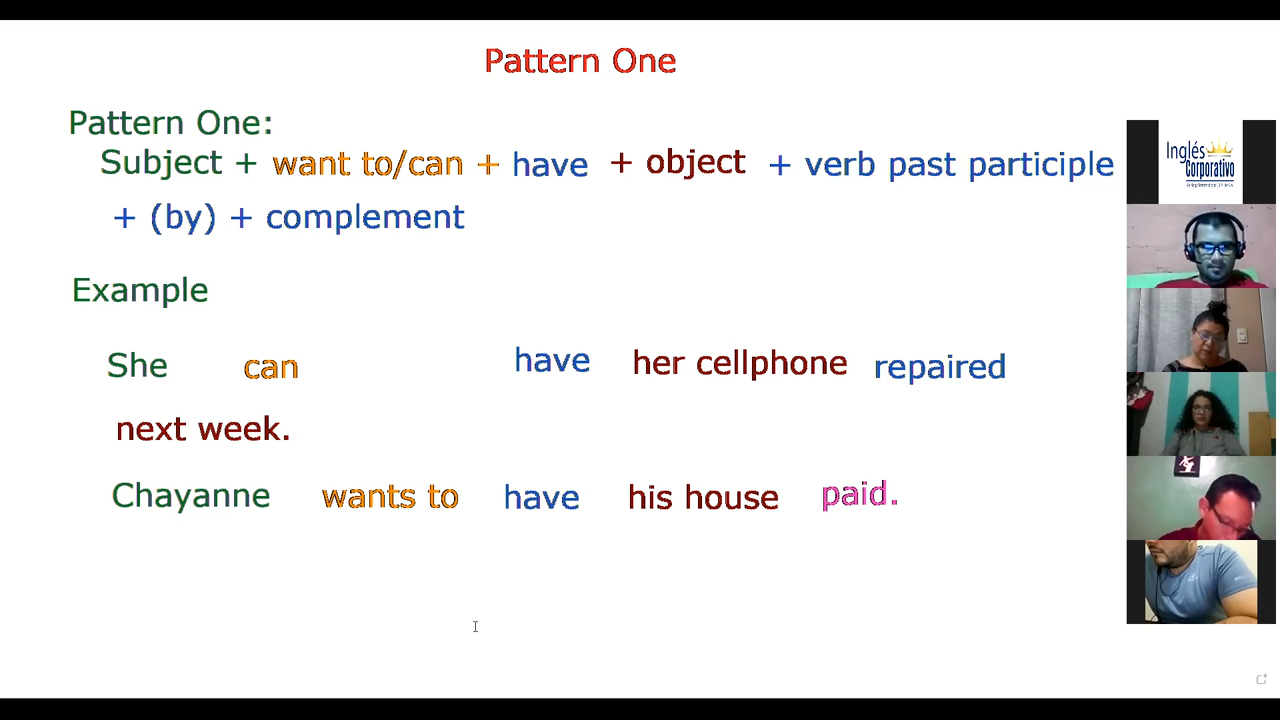 Pattern One
Pattern One:
Subject + want to/can + have + object + verb past participle
+ (by) + complement
Example
She can have her cellphone repaired
next week.
Chayanne wants to have his house paid.
Inglés
Corporativo